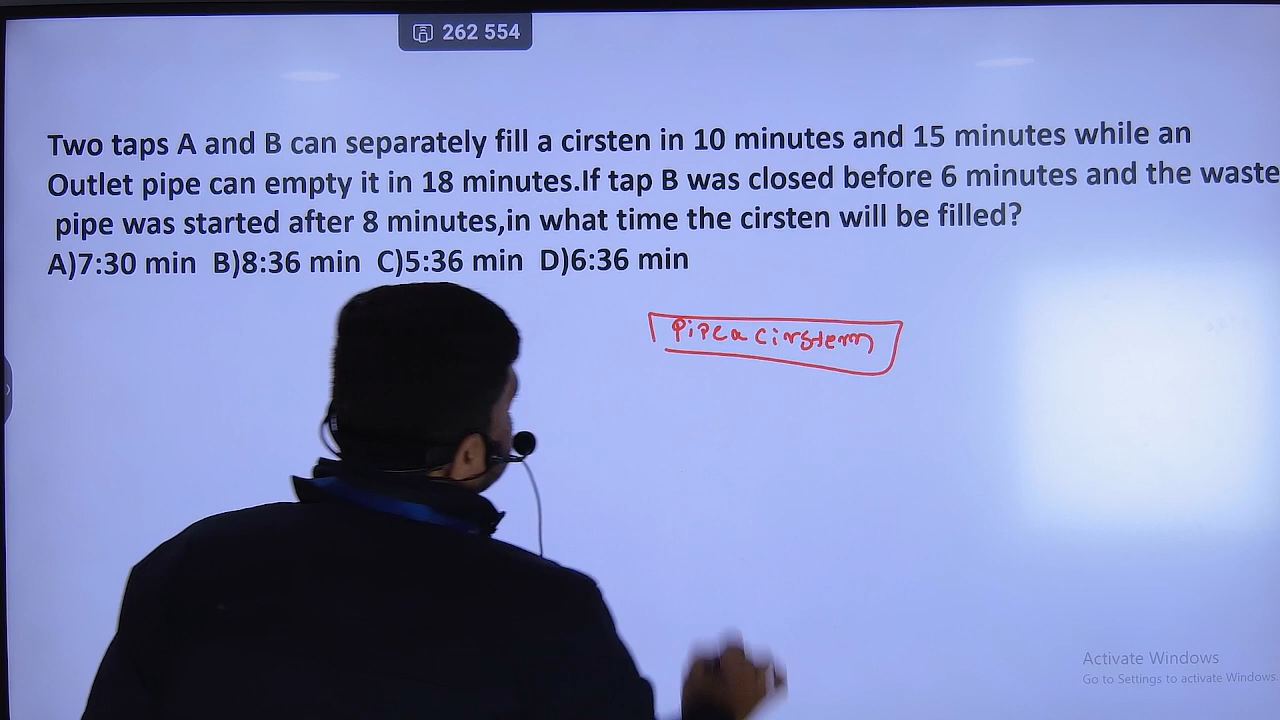 262 554
Two taps A and B can separately fill a cirsten in 10 minutes and 15 minutes while an
Outlet pipe can empty it in 18 minutes.If tap B was closed before 6 minutes and the waste
pipe was started after 8 minutes,in what time the cirsten will be filled?
A)7:30 min B)8:36 min C)5:36 min D)6:36 min
Pipe a cirstern
Activate Windows
Go to Settings to activate Windows.